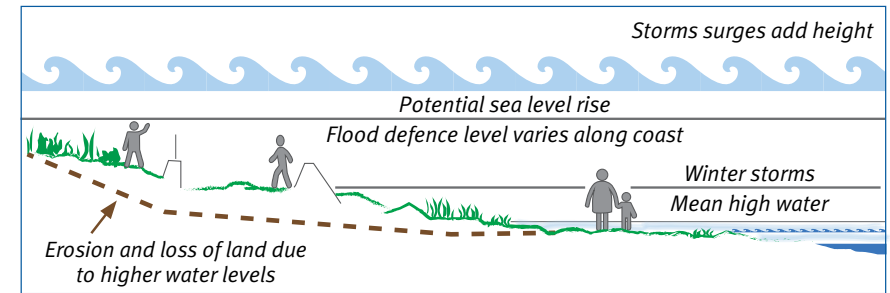 Storms surges add height
Potential sea level rise
Flood defence level varies along coast
Winter storms
Mean high water
Erosion and loss of land due
to higher water levels